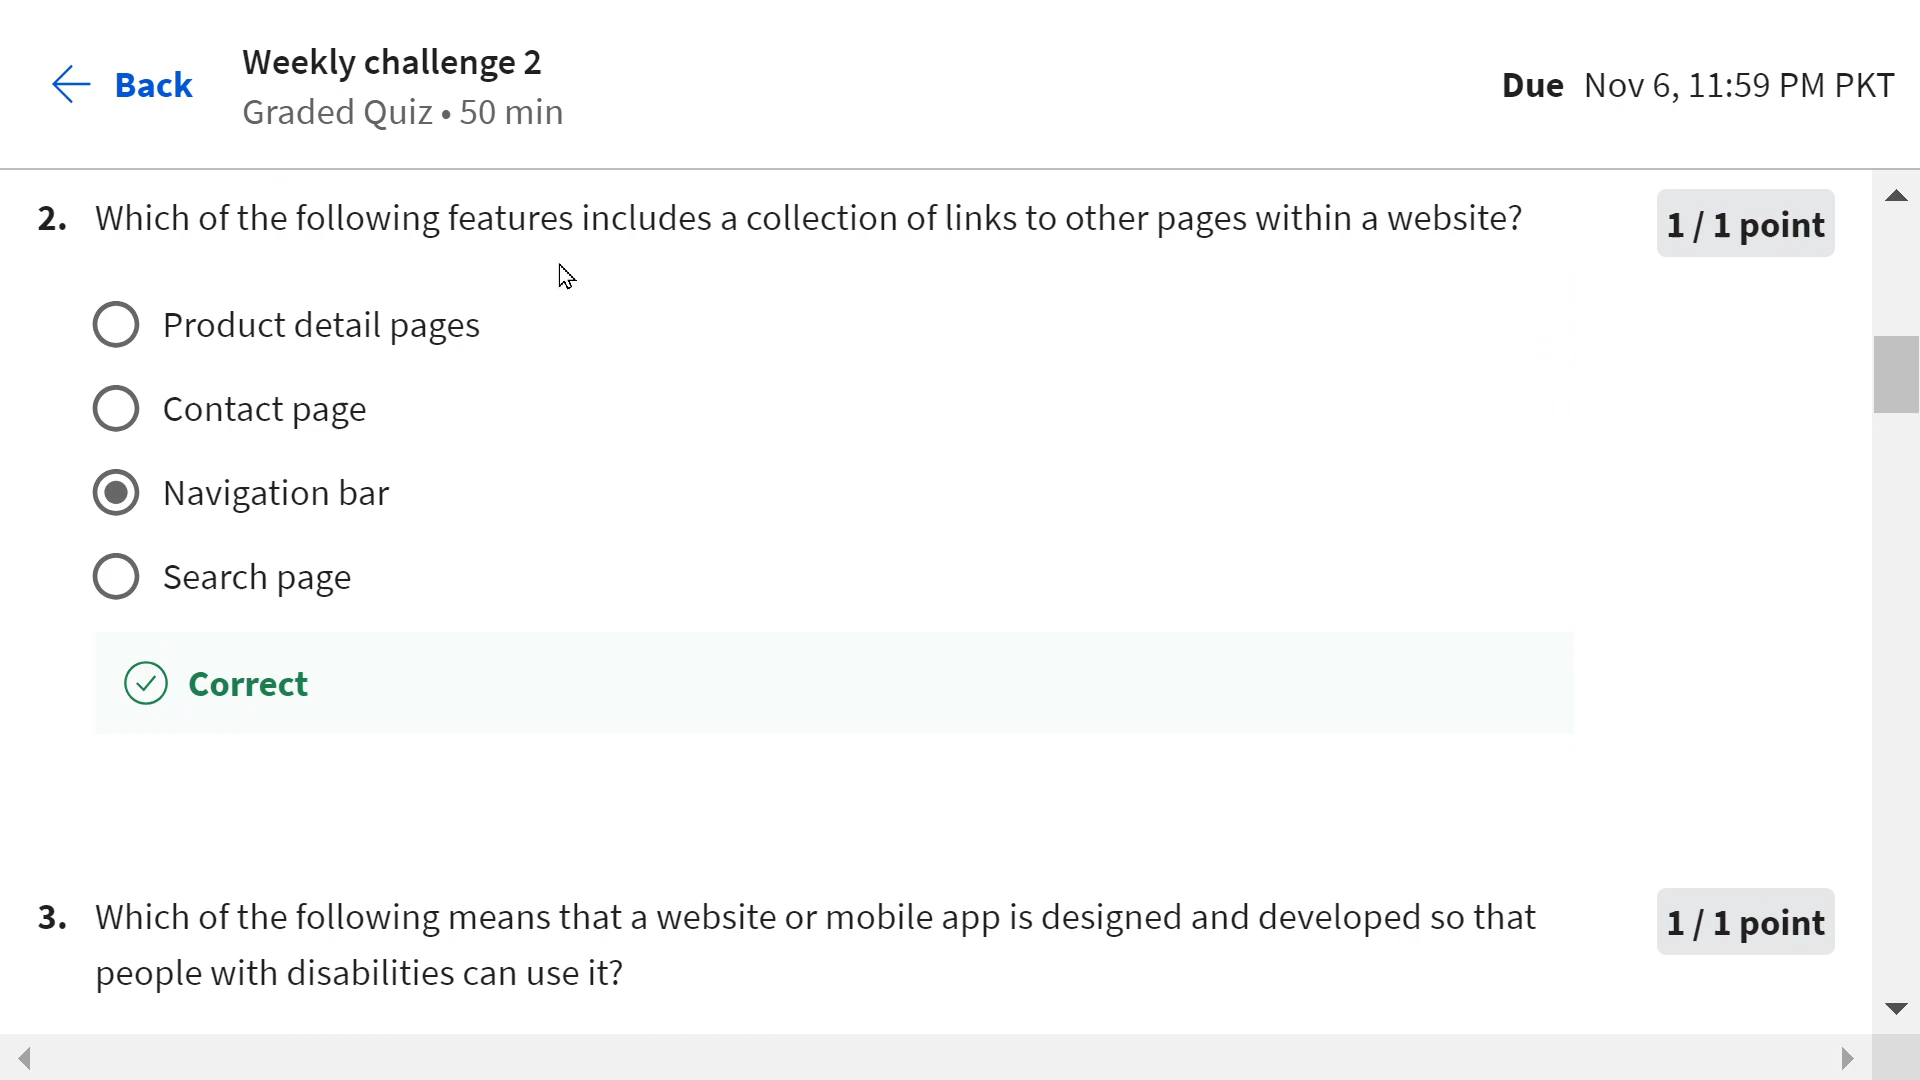 Back
Weekly challenge 2
Graded Quiz • 50 min
Due Nov 6, 11:59 PM PKT
2. Which of the following features includes a collection of links to other pages within a website?
1 / 1 point
Product detail pages
Contact page
Navigation bar
Search page
Correct
3. Which of the following means that a website or mobile app is designed and developed so that
people with disabilities can use it?
1 / 1 point